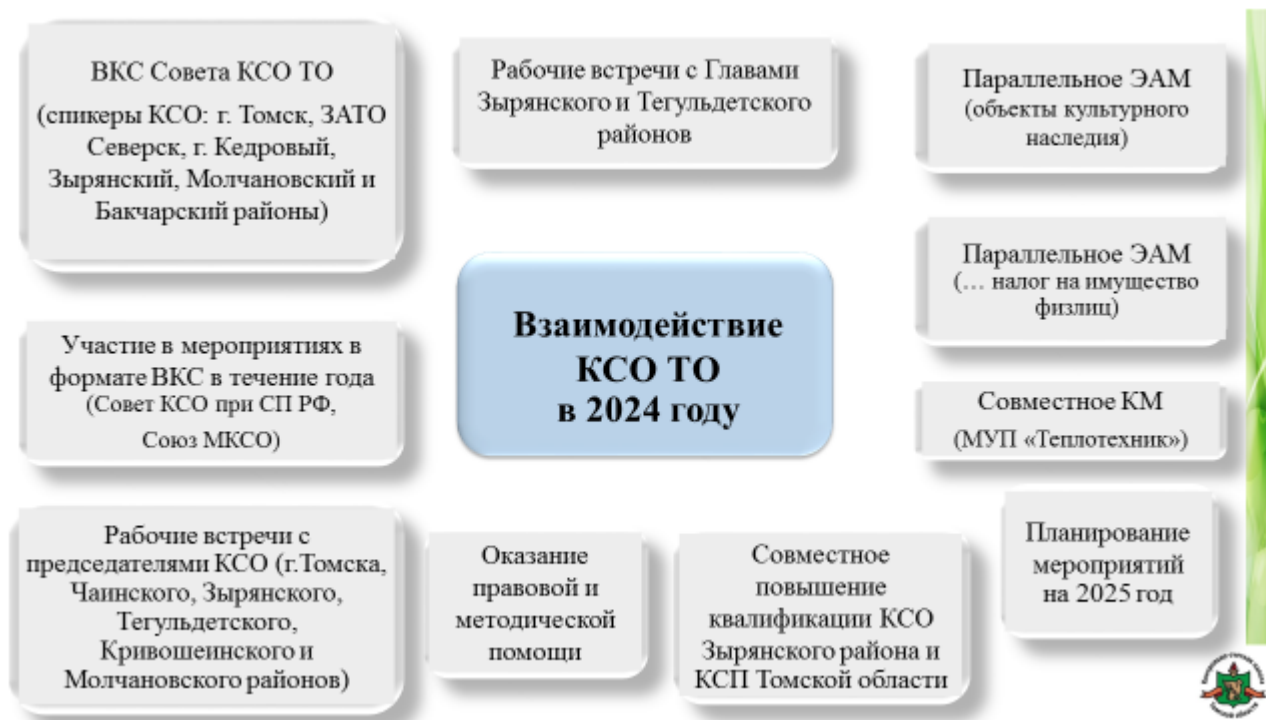 ВКС Совета КСО ТО
(спикеры КСО: г. Томск, ЗАТО
Северск, г. Кедровый,
Зырянский, Молчановский и
Бакчарский районы)
Рабочие встречи с Главами
Зырянского и Тегульдетского
районов
Параллельное ЭАМ
(объекты культурного
наследия)
Параллельное ЭАМ
(… налог на имущество
физлиц)
Взаимодействие
КСО ТО
в 2024 году
Участие в мероприятиях в
формате ВКС в течение года
(Совет КСО при СП РФ,
Союз МКСО)
Совместное КМ
(МУП «Теплотехник»)
Рабочие встречи с
председателями КСО (г.Томска,
Чаинского, Зырянского,
Тегульдетского,
Кривошеинского и
Молчановского районов)
Оказание
правовой и
методической
помощи
Совместное
повышение
квалификации КСО
Зырянского района и
КСП Томской области
Планирование
мероприятий
на 2025 год